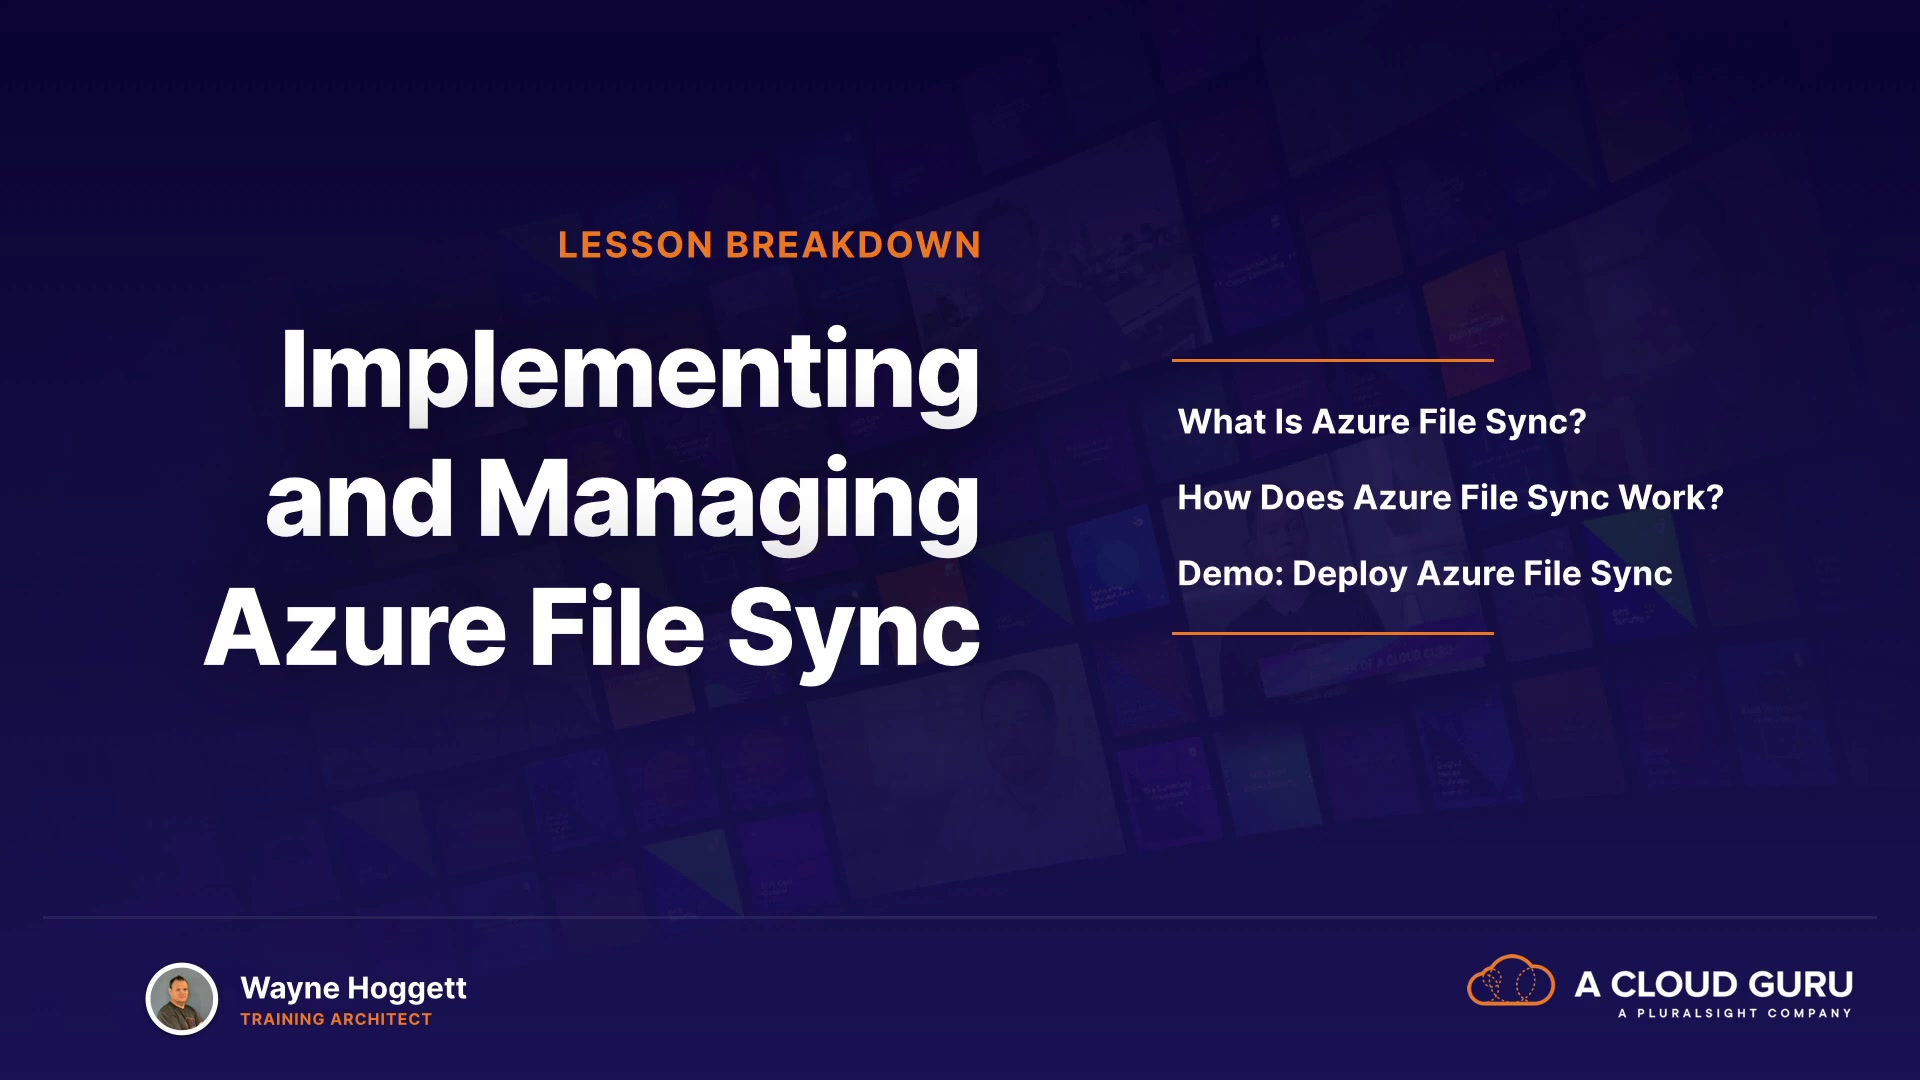 LESSON BREAKDOWN
Implementing
and Managing
Azure File Sync
What Is Azure File Sync?
How Does Azure File Sync Work?
Demo: Deploy Azure File Sync
Wayne Hoggett
TRAINING ARCHITECT
A CLOUD GURU
A PLURALSIGHT COMPANY